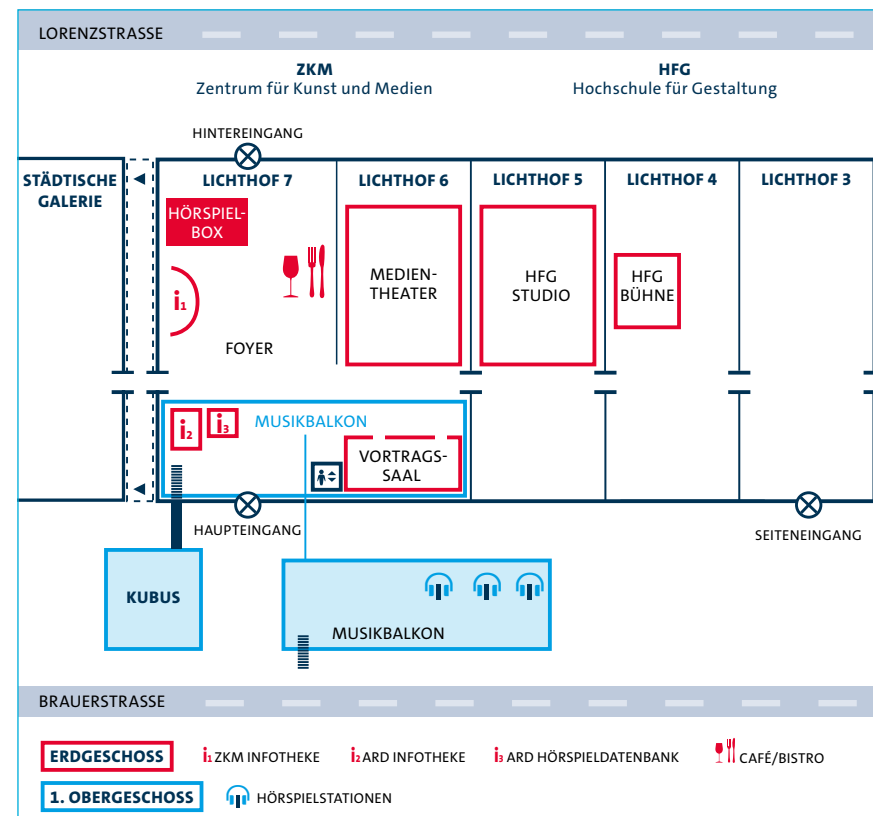 LORENZSTRASSE
ZKM
Zentrum für Kunst und Medien
HFG
Hochschule für Gestaltung
HINTEREINGANG
STÄDTISCHE
GALERIE
LICHTHOF 7
LICHTHOF 6
LICHTHOF 5
LICHTHOF 4
LICHTHOF 3
HÖRSPIEL-
BOX
MEDIEN-
THEATER
HFG
STUDIO
HFG
BÜHNE
i1
FOYER
i2
i3
MUSIKBALKON
VORTRAGS-
SAAL
HAUPTEINGANG
SEITENEINGANG
KUBUS
MUSIKBALKON
BRAUERSTRASSE
ERDGESCHOSS
i1 ZKM INFOTHEKE
i2 ARD INFOTHEKE
i3 ARD HÖRSPIELDATENBANK
CAFÉ/BISTRO
1. OBERGESCHOSS
HÖRSPIELSTATIONEN